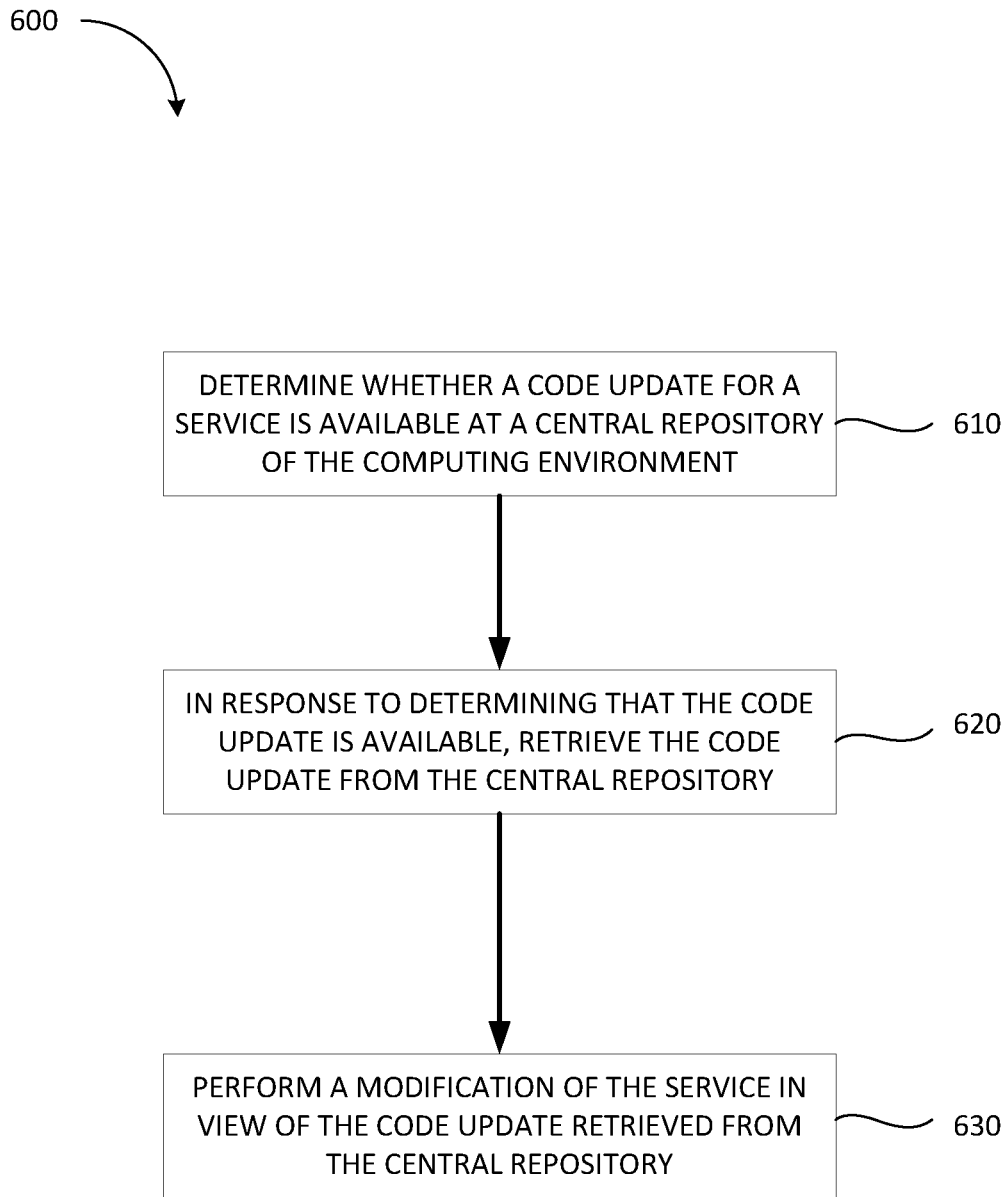 600
DETERMINE WHETHER A CODE UPDATE FOR A
SERVICE IS AVAILABLE AT A CENTRAL REPOSITORY
OF THE COMPUTING ENVIRONMENT
610
IN RESPONSE TO DETERMINING THAT THE CODE
UPDATE IS AVAILABLE, RETRIEVE THE CODE
UPDATE FROM THE CENTRAL REPOSITORY
620
PERFORM A MODIFICATION OF THE SERVICE IN
VIEW OF THE CODE UPDATE RETRIEVED FROM
THE CENTRAL REPOSITORY
630